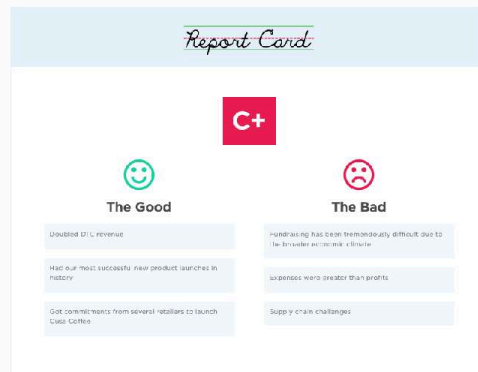 Report Card
C+
The Good
Doubled DTC revenue
Had our most successful new product launches in
history
Got commitments from several retailers to launch
Cusa Coffee
The Bad
Fundraising has been tremendously difficult due to
the broader economic climate
Expenses were greater than profits
Supply chain challenges